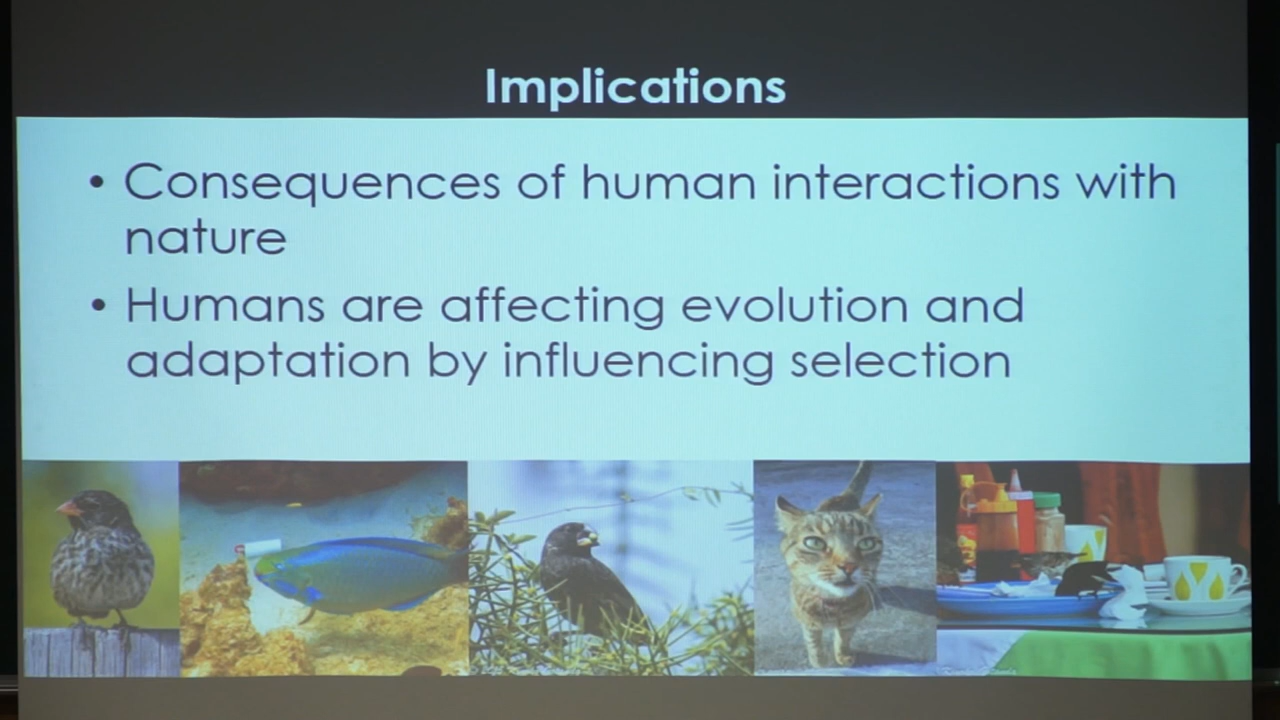 Implications
• Consequences of human interactions with
nature
• Humans are affecting evolution and
adaptation by influencing selection